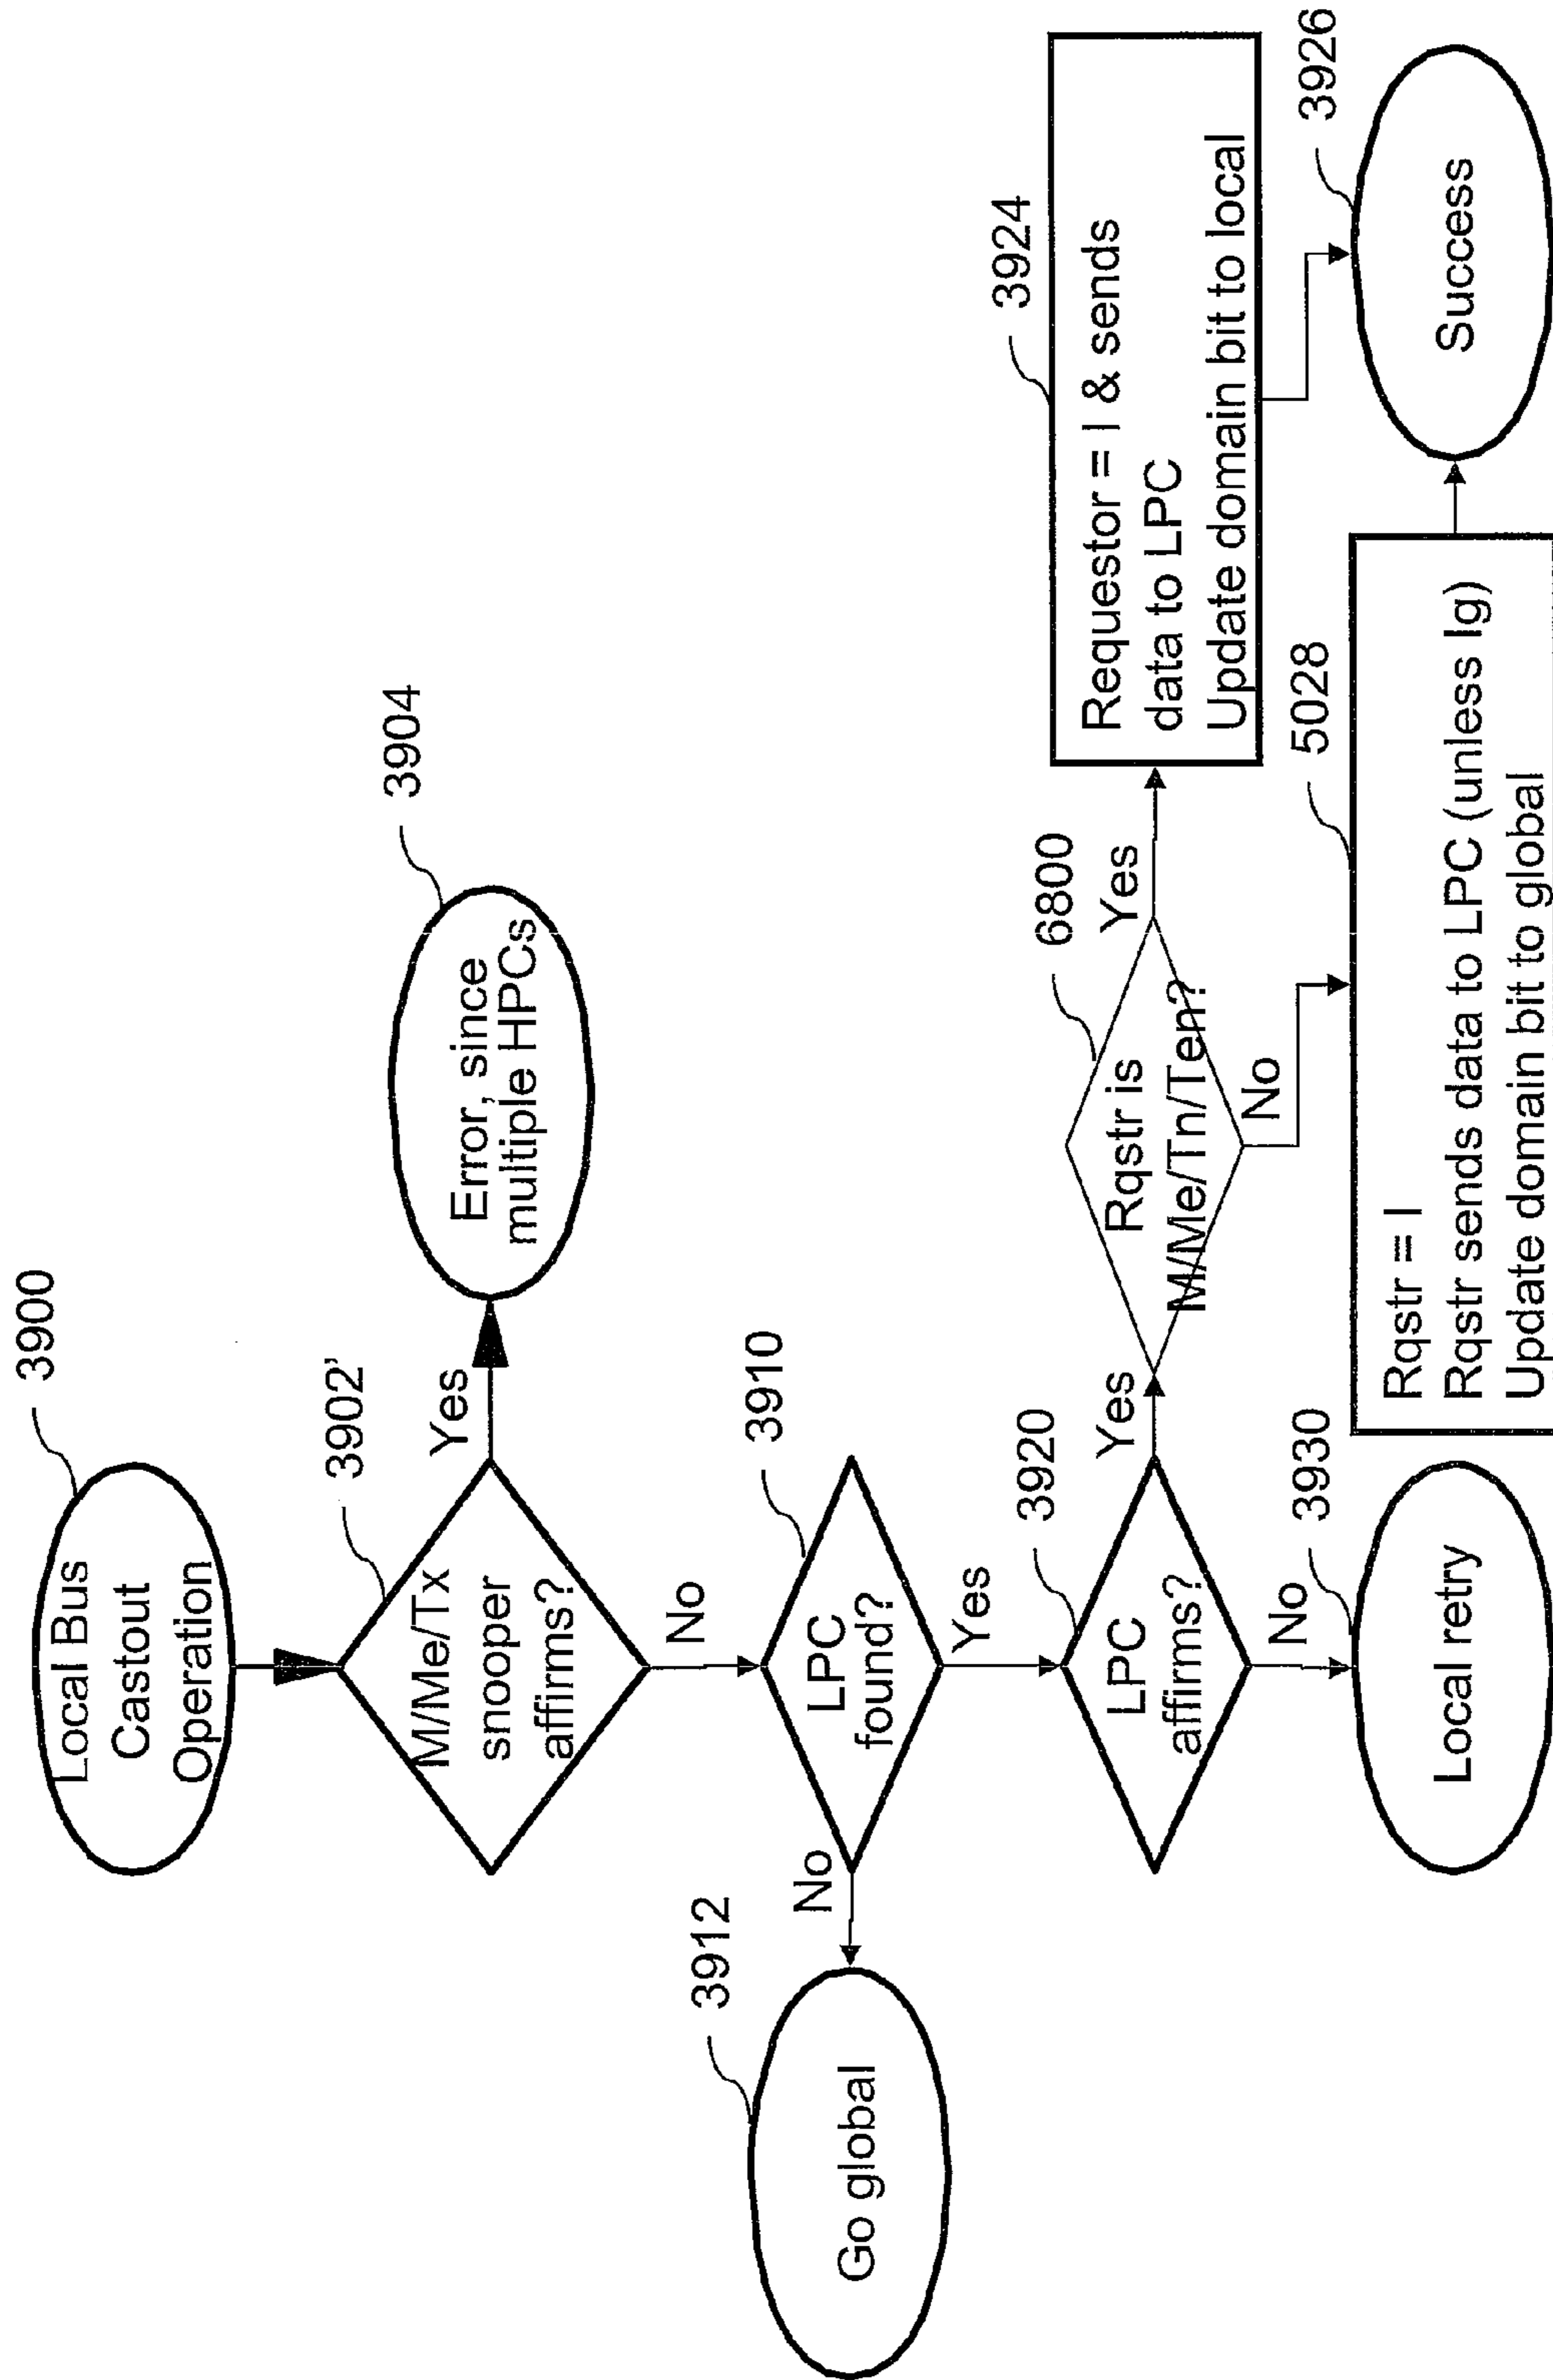 3900
Local Bus
Castout
Operation
3902'
M/Me/Tx
snooper
affirms?
Yes
3904
Error, since
multiple HPCs
No
3910
LPC
found?
No
3912
Go global
Yes
3920
LPC
affirms?
Yes
6800
Rqstr is
M/Me/Tn/Ten?
Yes
3924
Requestor = I & sends
data to LPC
Update domain bit to local
No
3930
Local retry
No
5028
Rqstr = I
Rqstr sends data to LPC (unless Ig)
Update domain bit to global
3926
Success